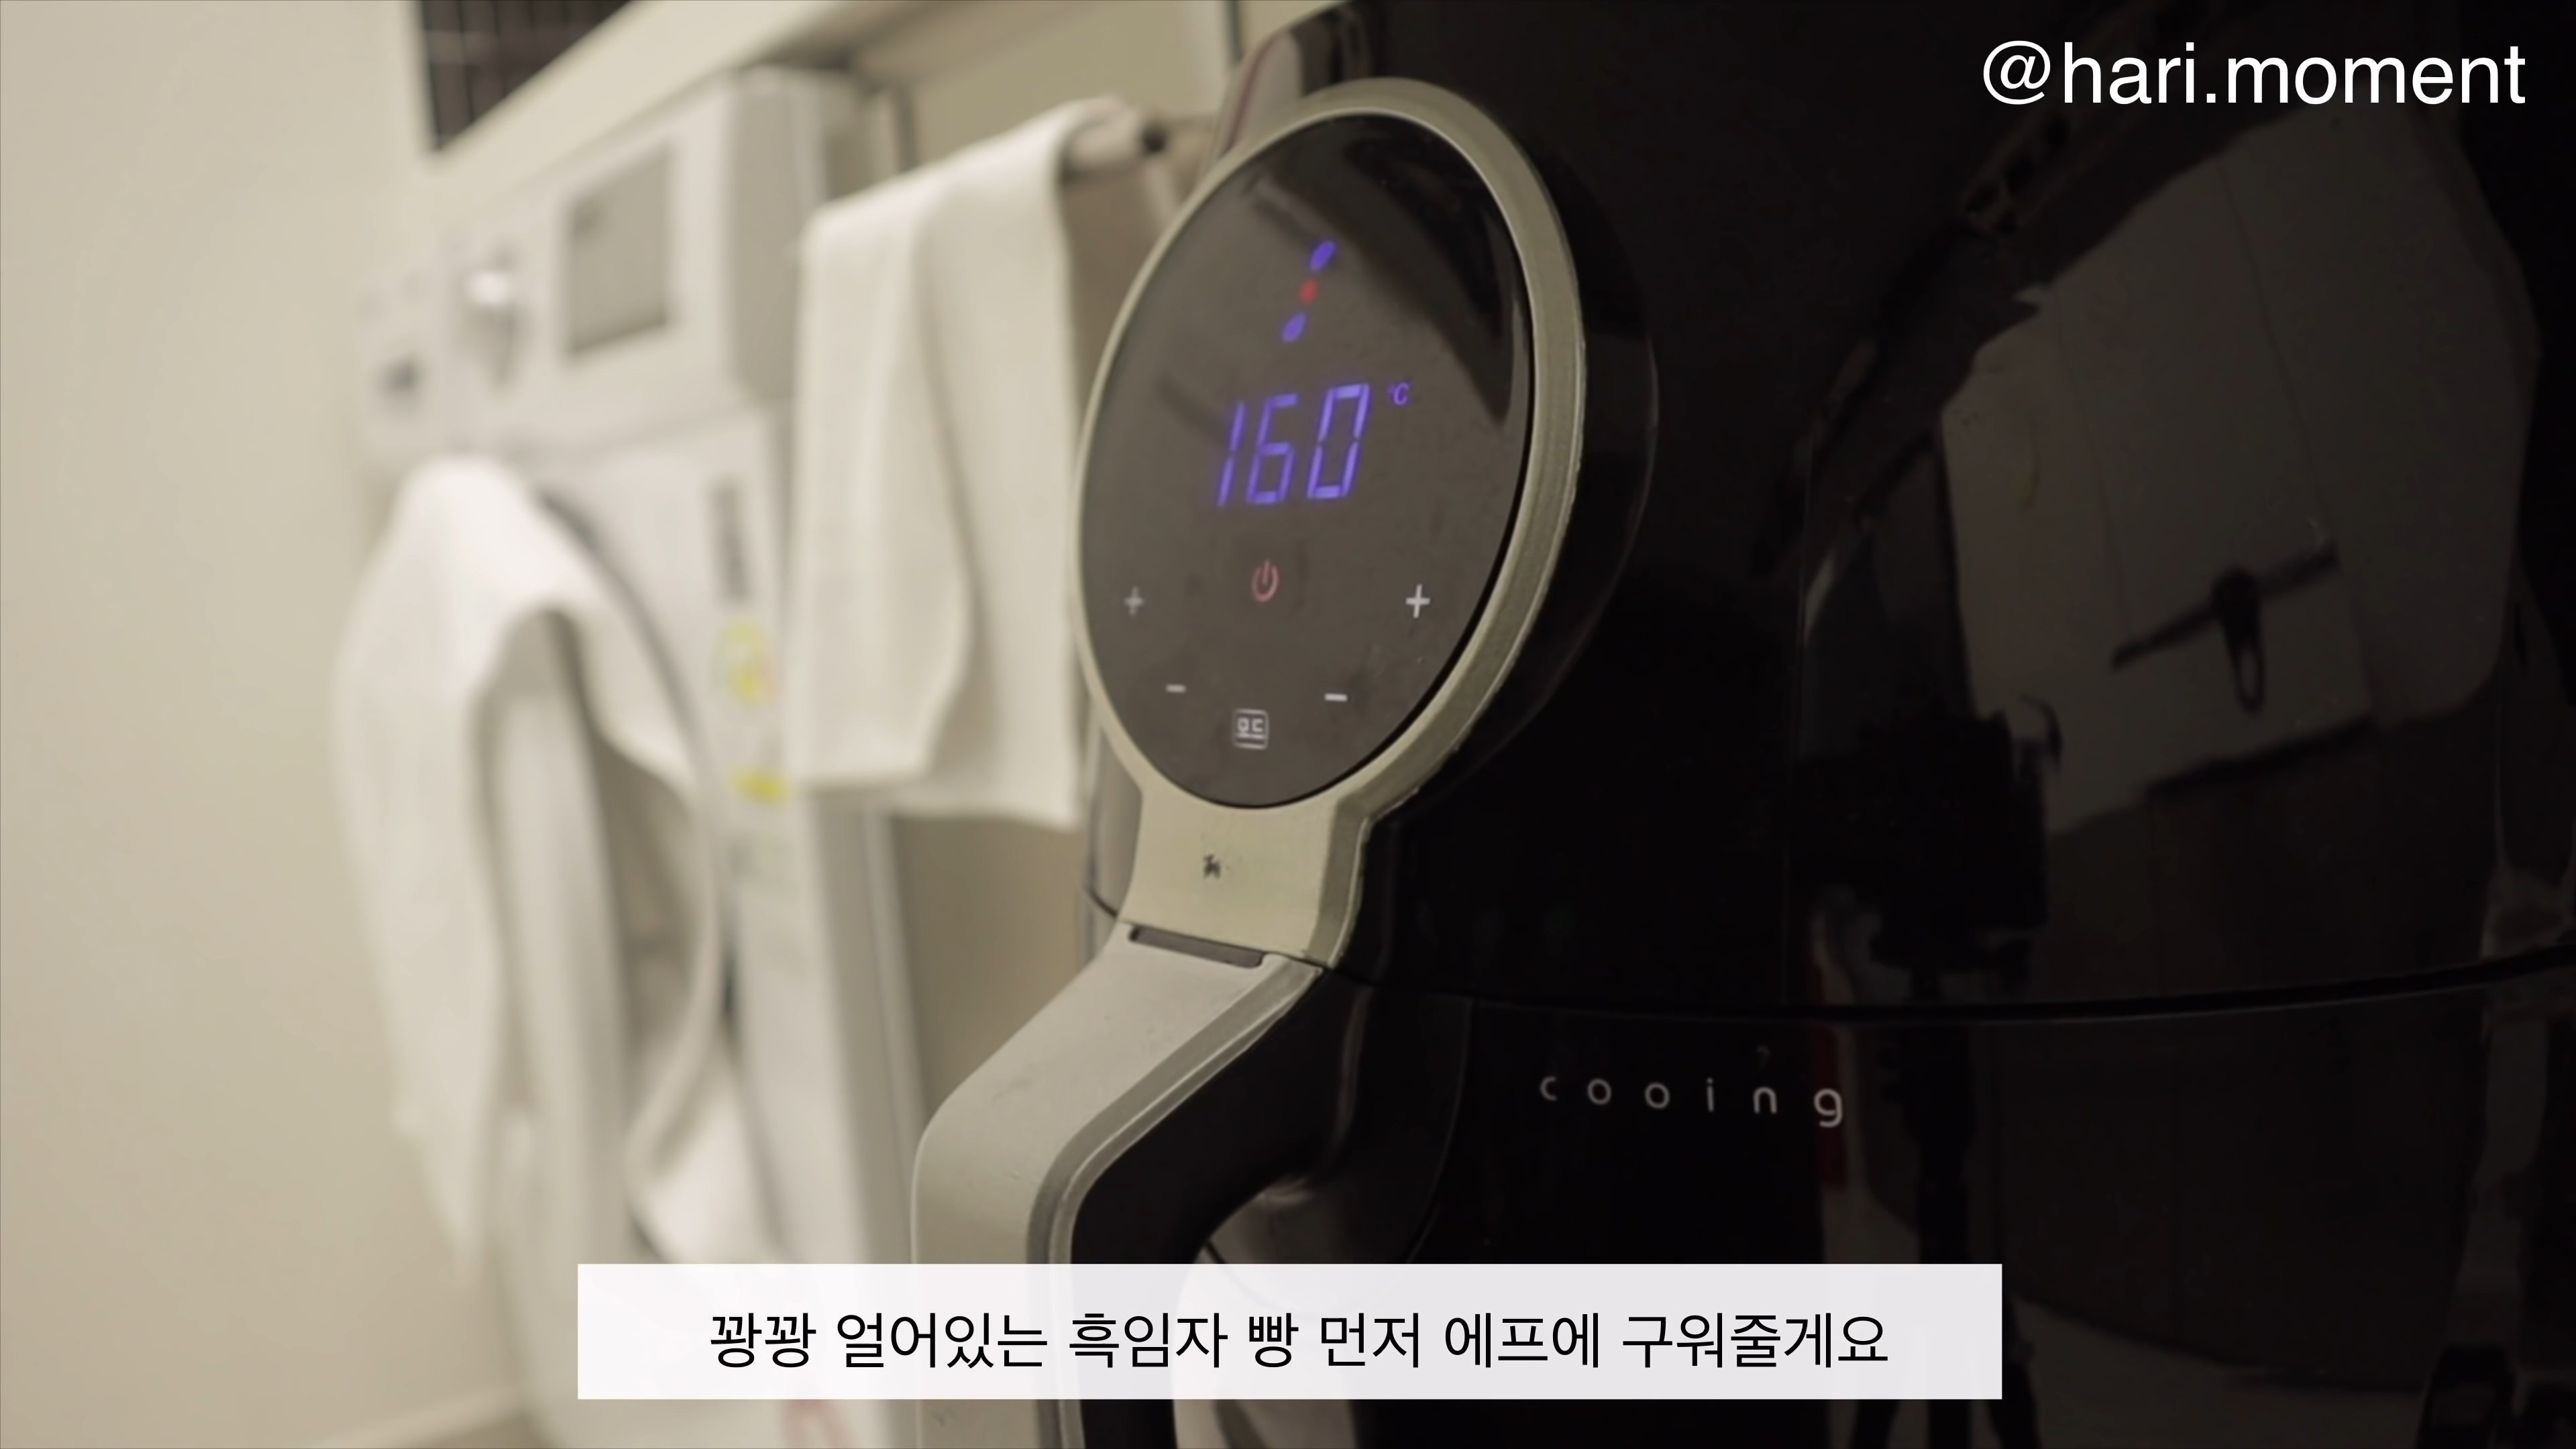 @hari.moment
160 °C
+ +
- -
모드
cooing
꽝꽝 얼어있는 흑임자 빵 먼저 에프에 구워줄게요